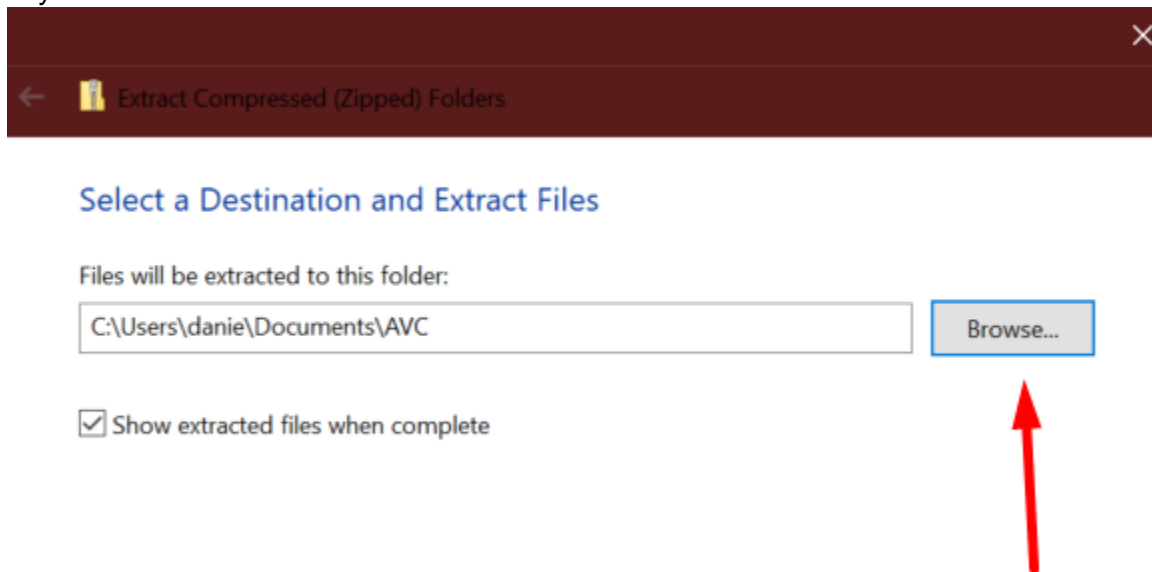 Extract Compressed (Zipped) Folders
Select a Destination and Extract Files
Files will be extracted to this folder:
C:\Users\danie\Documents\AVC
Browse...
Show extracted files when complete